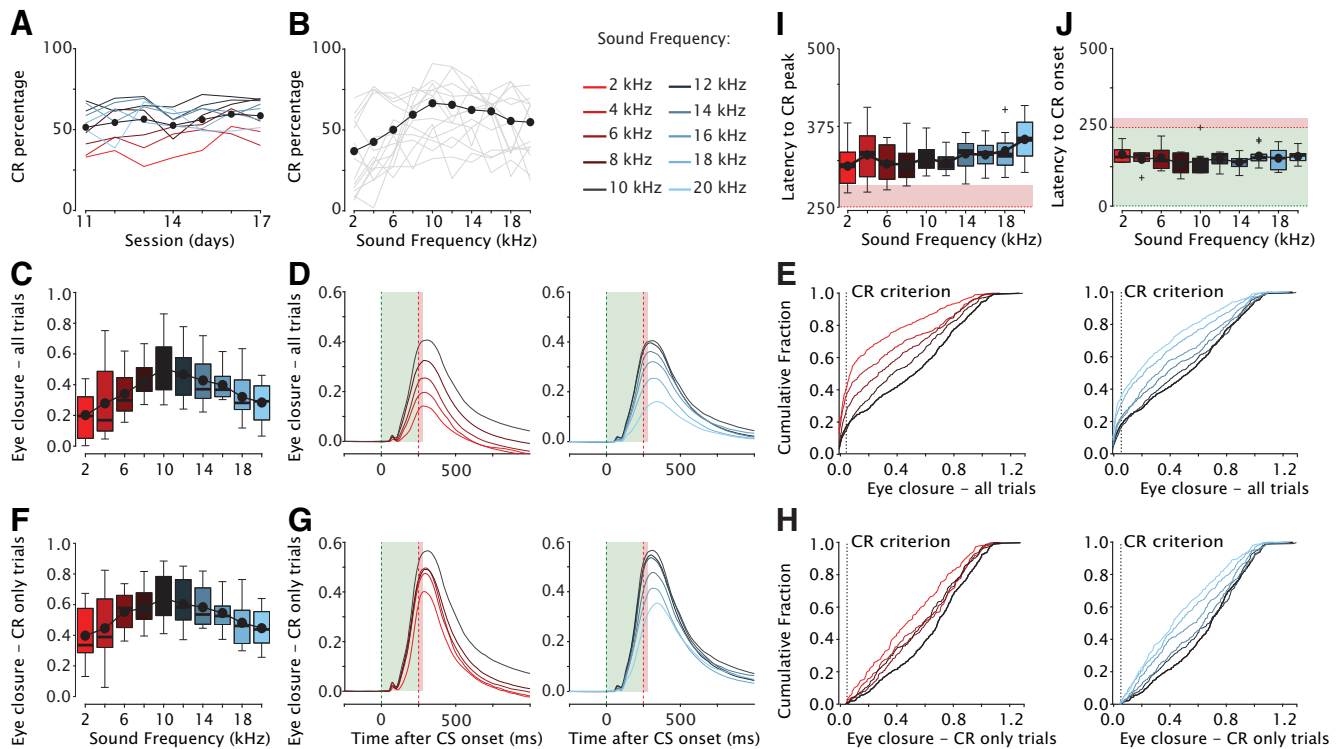 A
CR percentage
100
50
0
11
14
17
Session (days)
B
CR percentage
100
50
0
2
6
10
14
18
Sound Frequency (kHz)
Sound Frequency:
2 kHz
4 kHz
6 kHz
8 kHz
10 kHz
12 kHz
14 kHz
16 kHz
18 kHz
20 kHz
I
Latency to CR peak
500
375
250
2
6
10
14
18
Sound Frequency (kHz)
J
Latency to CR onset
500
250
0
2
6
10
14
18
Sound Frequency (kHz)
C
Eye closure – all trials
1.0
0.8
0.6
0.4
0.2
0.0
2
6
10
14
18
D
Eye closure – all trials
0.6
0.4
0.2
0.0
0
500
0.6
0.4
0.2
0.0
0
500
E
Cumulative Fraction
CR criterion
1.0
0.8
0.6
0.4
0.2
0.0
0.0
0.4
0.8
1.2
Eye closure – all trials
CR criterion
1.0
0.8
0.6
0.4
0.2
0.0
0.0
0.4
0.8
1.2
Eye closure – all trials
F
Eye closure – CR only trials
1.0
0.8
0.6
0.4
0.2
0.0
2
6
10
14
18
Sound Frequency (kHz)
G
Eye closure – CR only trials
0.6
0.4
0.2
0.0
0
500
Time after CS onset (ms)
0.6
0.4
0.2
0.0
0
500
Time after CS onset (ms)
H
Cumulative Fraction
CR criterion
1.0
0.8
0.6
0.4
0.2
0.0
0.0
0.4
0.8
1.2
Eye closure – CR only trials
CR criterion
1.0
0.8
0.6
0.4
0.2
0.0
0.0
0.4
0.8
1.2
Eye closure – CR only trials